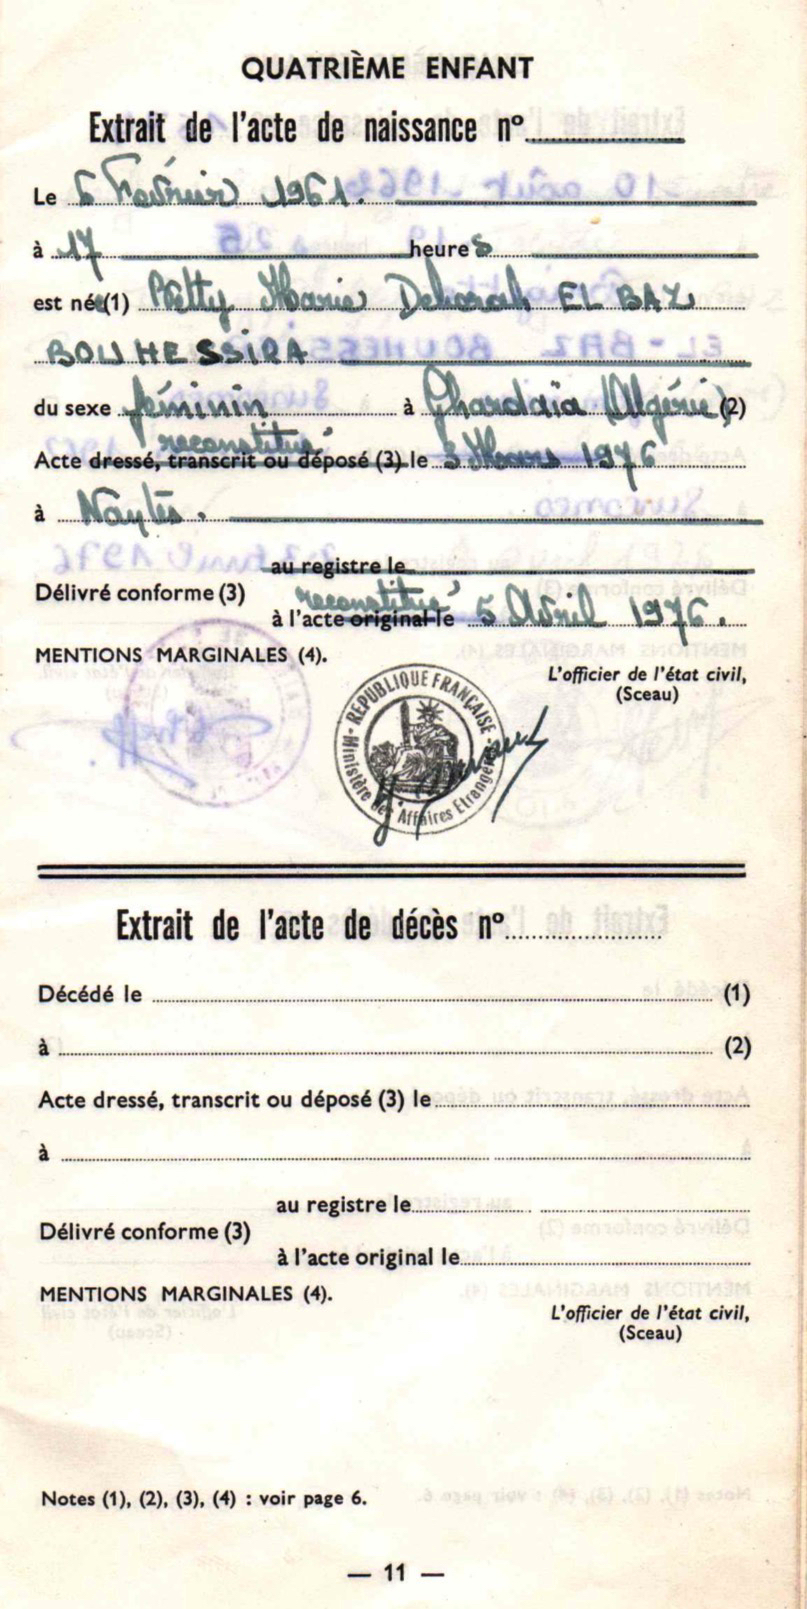 QUATRIÈME ENFANT
Extrait de l'acte de naissance n°
Le 6 Février 1961.
à 17 heures
est née (1) Betty Marie Deborah EL BAZ
BOUHESSIRA
du sexe féminin à Ghardaïa (Algérie) (2)
reconstitué
Acte dressé, transcrit ou déposé (3) le 3 Mars 1976
à Nantes.
au registre le
Délivré conforme (3)
reconstitué
à l'acte original le 5 Avril 1976.
MENTIONS MARGINALES (4).
L'officier de l'état civil,
(Sceau)
RÉPUBLIQUE FRANÇAISE
Ministère des Affaires Etrangères
Extrait de l'acte de décès n°
Décédé le (1)
à (2)
Acte dressé, transcrit ou déposé (3) le
à
au registre le
Délivré conforme (3)
à l'acte original le
MENTIONS MARGINALES (4).
L'officier de l'état civil,
(Sceau)
Notes (1), (2), (3), (4) : voir page 6.
— 11 —